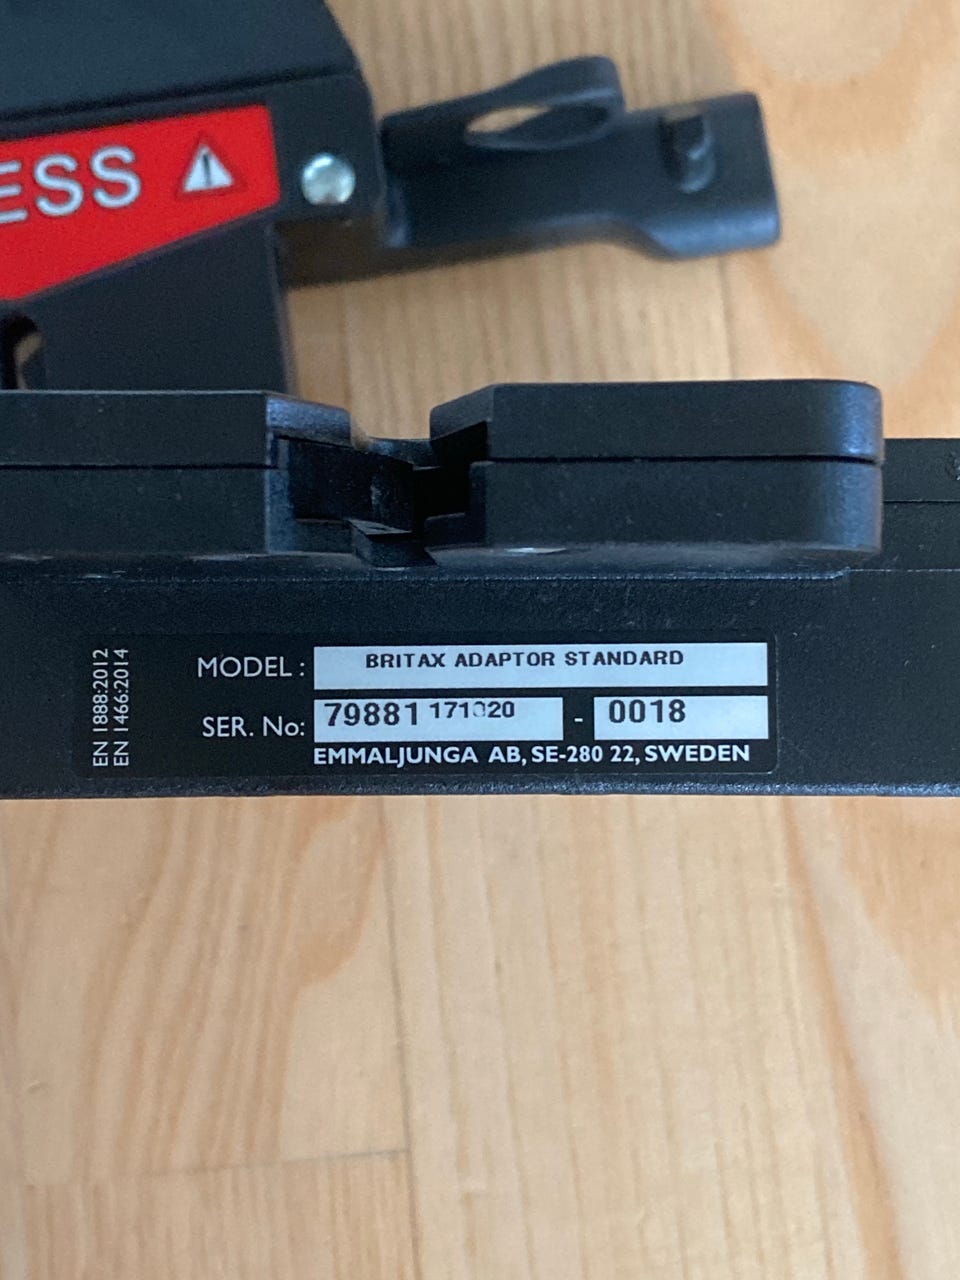 ESS
EN 1888:2012
EN 1466:2014
MODEL: BRITAX ADAPTOR STANDARD
SER. No: 79881 - 0018
EMMALJUNGA AB, SE-280 22, SWEDEN